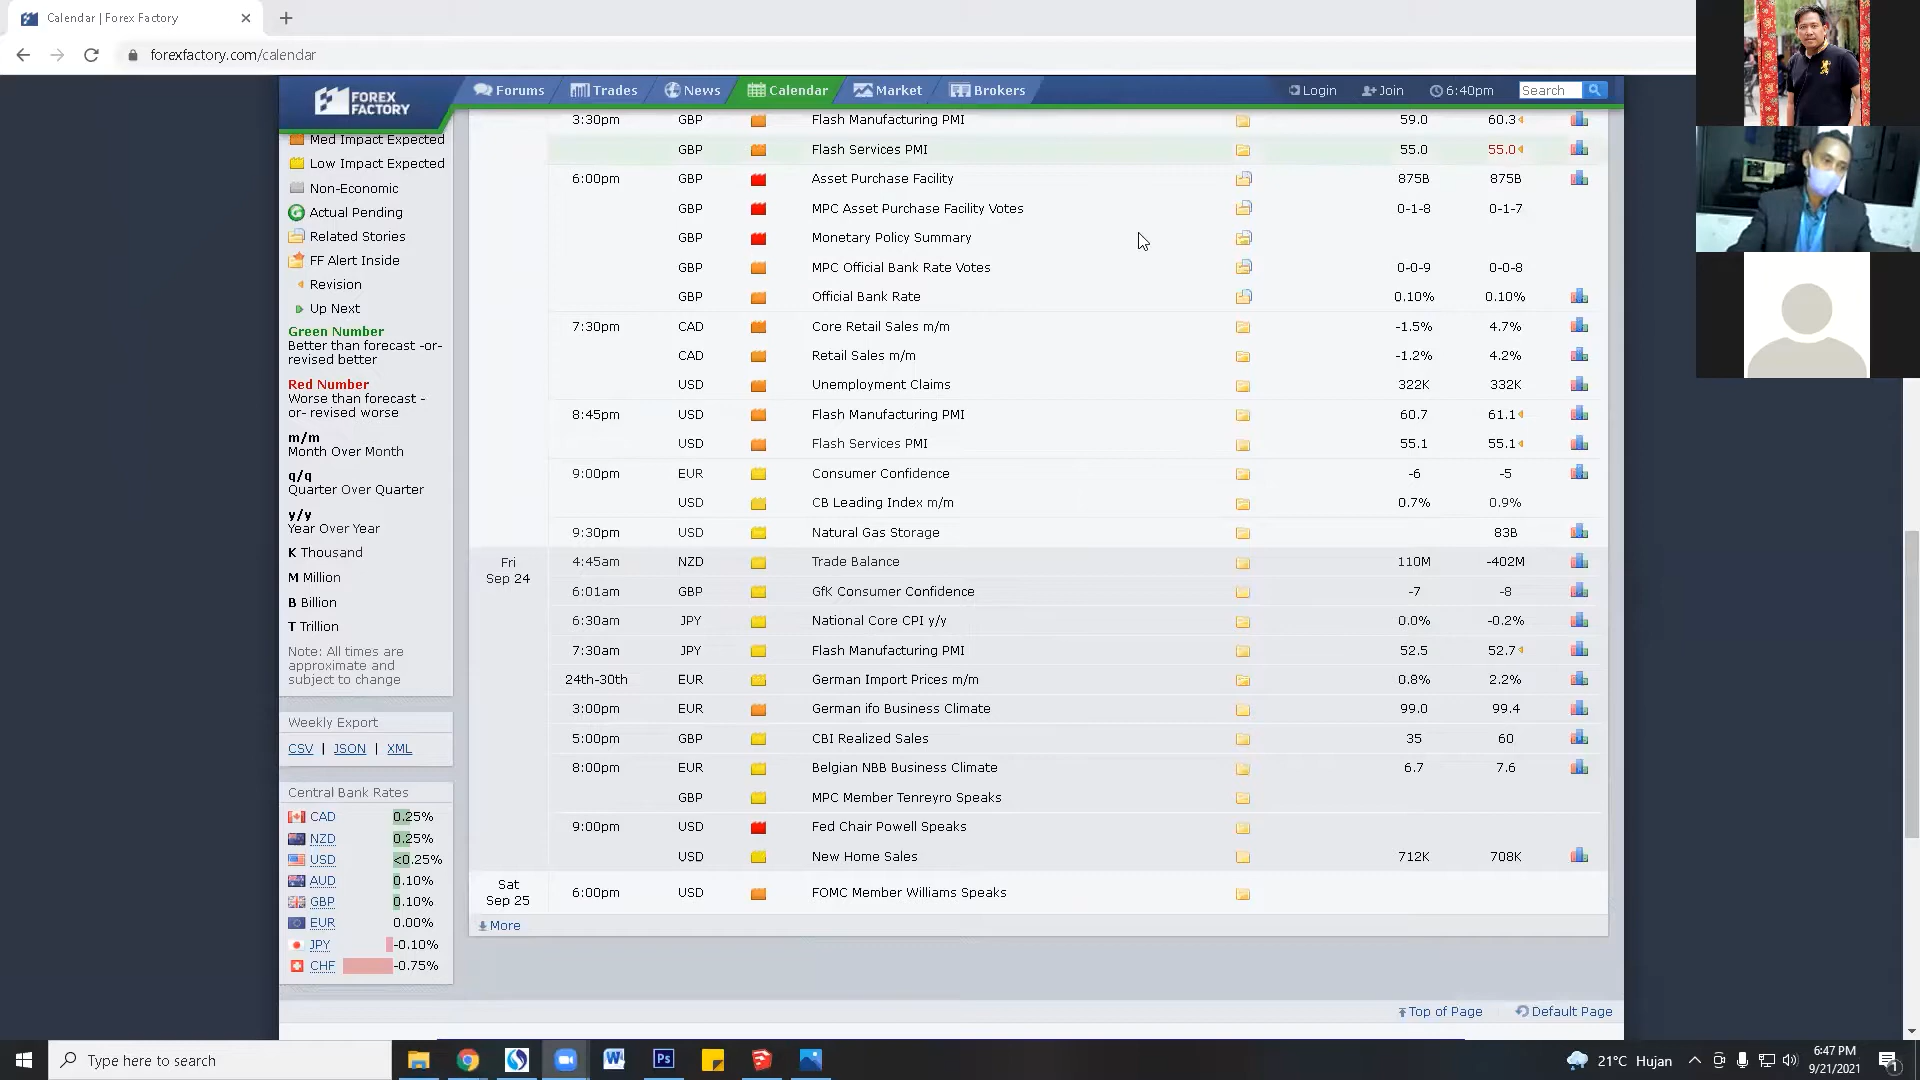 Calendar | Forex Factory
forexfactory.com/calendar
FOREX FACTORY
Forums Trades News Calendar Market Brokers Login Join 6:40pm Search
Med Impact Expected
Low Impact Expected
Non-Economic
Actual Pending
Related Stories
FF Alert Inside
Revision
Up Next
Green Number
Better than forecast -or-
revised better
Red Number
Worse than forecast -
or- revised worse
m/m
Month Over Month
q/q
Quarter Over Quarter
y/y
Year Over Year
K Thousand
M Million
B Billion
T Trillion
Note: All times are
approximate and
subject to change
Weekly Export
CSV | JSON | XML
Central Bank Rates
CAD 0.25%
NZD 0.25%
USD <0.25%
AUD 0.10%
GBP 0.10%
EUR 0.00%
JPY -0.10%
CHF -0.75%
3:30pm GBP Flash Manufacturing PMI 59.0 60.3
GBP Flash Services PMI 55.0 55.0
6:00pm GBP Asset Purchase Facility 875B 875B
GBP MPC Asset Purchase Facility Votes 0-1-8 0-1-7
GBP Monetary Policy Summary
GBP MPC Official Bank Rate Votes 0-0-9 0-0-8
GBP Official Bank Rate 0.10% 0.10%
7:30pm CAD Core Retail Sales m/m -1.5% 4.7%
CAD Retail Sales m/m -1.2% 4.2%
USD Unemployment Claims 322K 332K
8:45pm USD Flash Manufacturing PMI 60.7 61.1
USD Flash Services PMI 55.1 55.1
9:00pm EUR Consumer Confidence -6 -5
USD CB Leading Index m/m 0.7% 0.9%
9:30pm USD Natural Gas Storage 83B
Fri
Sep 24
4:45am NZD Trade Balance 110M -402M
6:01am GBP GfK Consumer Confidence -7 -8
6:30am JPY National Core CPI y/y 0.0% -0.2%
7:30am JPY Flash Manufacturing PMI 52.5 52.7
24th-30th EUR German Import Prices m/m 0.8% 2.2%
3:00pm EUR German ifo Business Climate 99.0 99.4
5:00pm GBP CBI Realized Sales 35 60
8:00pm EUR Belgian NBB Business Climate 6.7 7.6
GBP MPC Member Tenreyro Speaks
9:00pm USD Fed Chair Powell Speaks
USD New Home Sales 712K 708K
Sat
Sep 25
6:00pm USD FOMC Member Williams Speaks
More
Top of Page Default Page
Type here to search
W
Ps
21°C Hujan
6:47 PM
9/21/2021
1